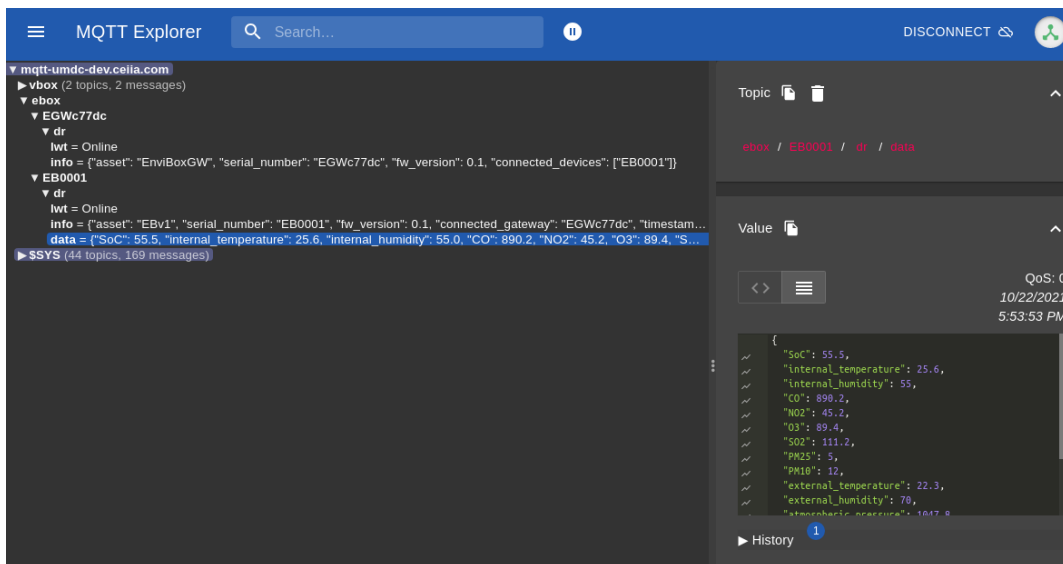 MQTT Explorer Search… DISCONNECT
▼ mqtt-umdc-dev.ceiia.com
▶ vbox (2 topics, 2 messages)
▼ ebox
▼ EGWc77dc
▼ dr
lwt = Online
info = {"asset": "EnviBoxGW", "serial_number": "EGWc77dc", "fw_version": 0.1, "connected_devices": ["EB0001"]}
▼ EB0001
▼ dr
lwt = Online
info = {"asset": "EBv1", "serial_number": "EB0001", "fw_version": 0.1, "connected_gateway": "EGWc77dc", "timestam…
data = {"SoC": 55.5, "internal_temperature": 25.6, "internal_humidity": 55.0, "CO": 890.2, "NO2": 45.2, "O3": 89.4, "S…
▶ $SYS (44 topics, 169 messages)
Topic
ebox / EB0001 / dr / data
Value
QoS: 0
10/22/2021
5:53:53 PM
{
"SoC": 55.5,
"internal_temperature": 25.6,
"internal_humidity": 55,
"CO": 890.2,
"NO2": 45.2,
"O3": 89.4,
"SO2": 111.2,
"PM25": 5,
"PM10": 12,
"external_temperature": 22.3,
"external_humidity": 70,
"atmospheric_pressure": 1047.8
▶ History 1